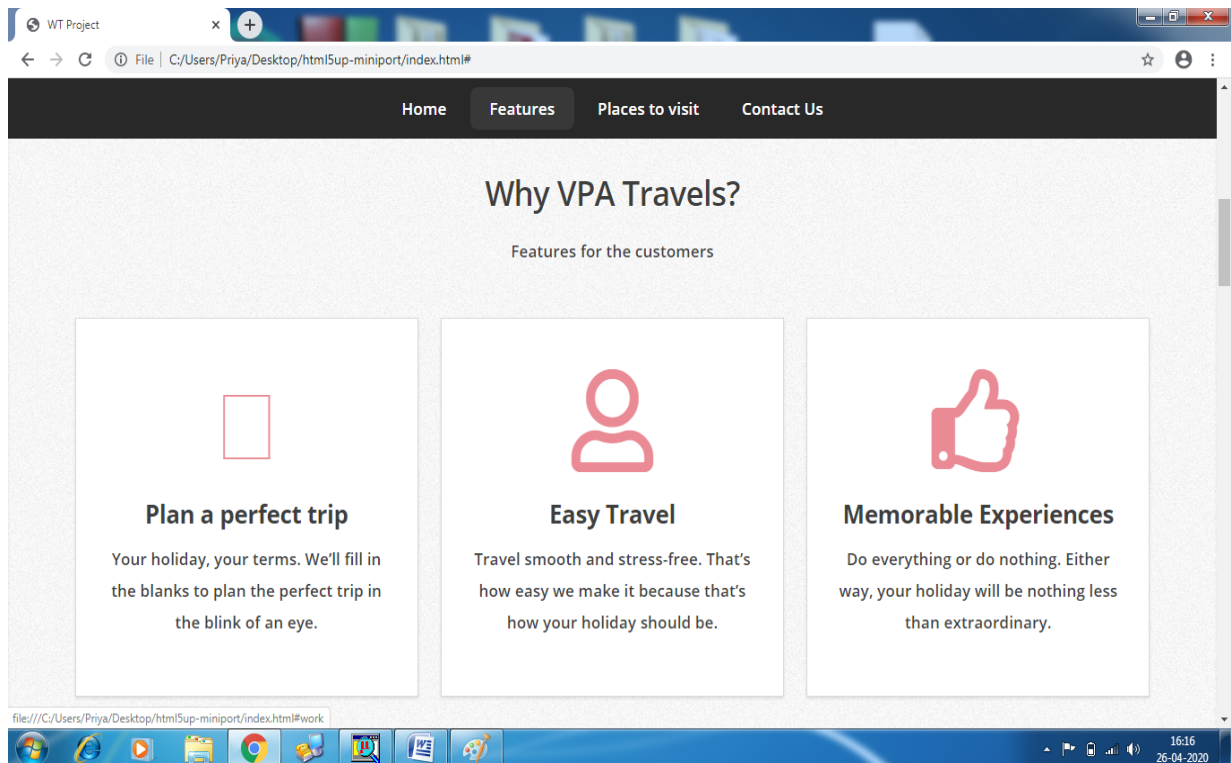 WT Project
File | C:/Users/Priya/Desktop/html5up-miniport/index.html#
Home Features Places to visit Contact Us
Why VPA Travels?
Features for the customers
Plan a perfect trip
Your holiday, your terms. We’ll fill in
the blanks to plan the perfect trip in
the blink of an eye.
Easy Travel
Travel smooth and stress-free. That’s
how easy we make it because that’s
how your holiday should be.
Memorable Experiences
Do everything or do nothing. Either
way, your holiday will be nothing less
than extraordinary.
file:///C:/Users/Priya/Desktop/html5up-miniport/index.html#work
16:16
26-04-2020